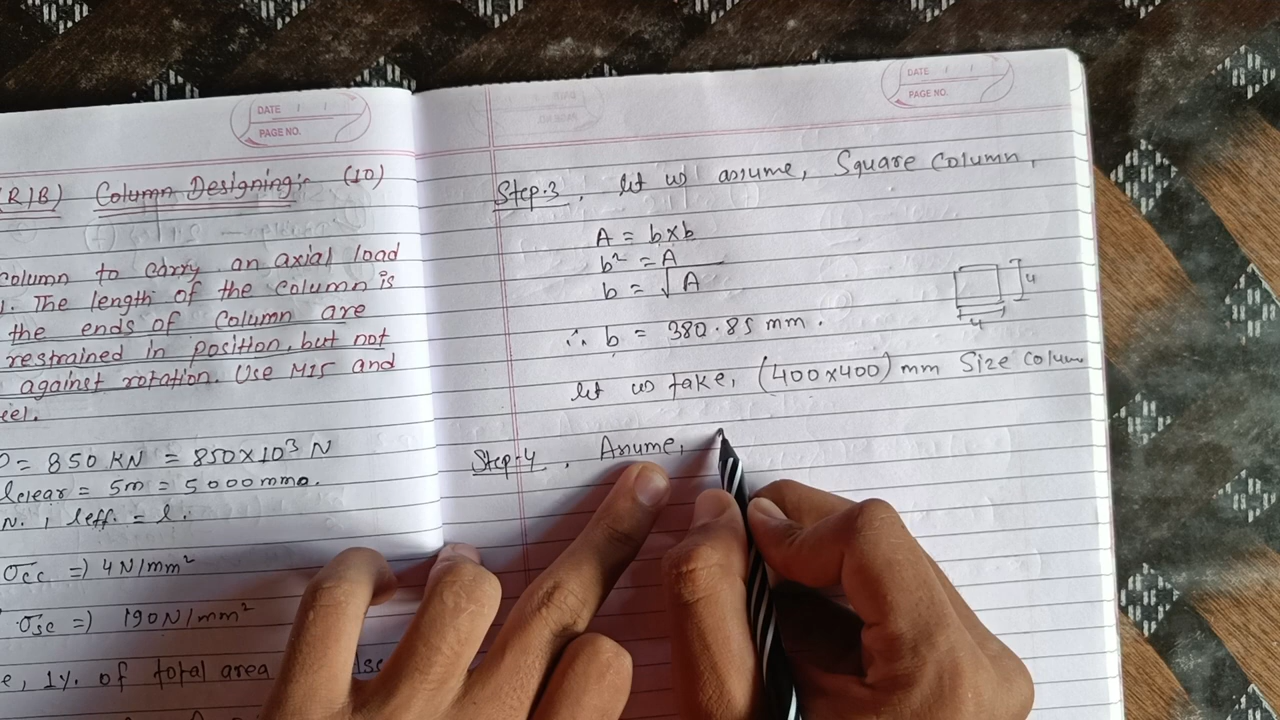 DATE
PAGE NO.
(R/B) Column Designing:- (10)
column to carry an axial load
. The length of the column is
the ends of column are
restrained in position, but not
against rotation. Use M15 and
eel.
P = 850 KN = 850×10³ N
lclear = 5m = 5000mm
N. , leff. = l.
σcc => 4 N/mm²
σsc => 190 N/mm²
e, 1%. of total area
DATE
PAGE NO.
Step.3, let us assume, Square column,
A = b×b
b² = A
b = √A
4
4
∴ b = 380.85 mm.
let us take, (400×400) mm Size colum
Step-4, Assume,